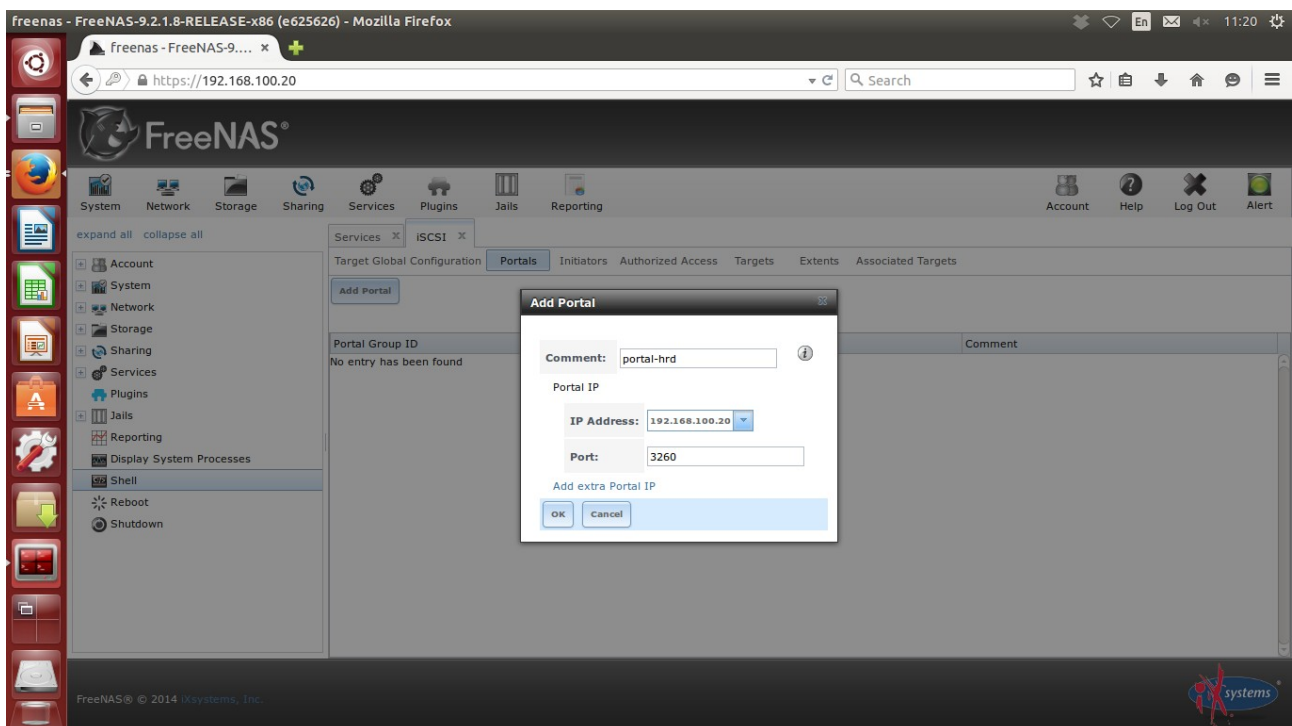 freenas - FreeNAS-9.2.1.8-RELEASE-x86 (e625626) - Mozilla Firefox
En
11:20
freenas - FreeNAS-9....
https://192.168.100.20
Search
FreeNAS®
System Network Storage Sharing Services Plugins Jails Reporting Account Help Log Out Alert
expand all collapse all
Services X iSCSI X
Target Global Configuration Portals Initiators Authorized Access Targets Extents Associated Targets
Add Portal
Portal Group ID Comment
No entry has been found
Account
System
Network
Storage
Sharing
Services
Plugins
Jails
Reporting
Display System Processes
Shell
Reboot
Shutdown
Add Portal
Comment: portal-hrd
Portal IP
IP Address: 192.168.100.20
Port: 3260
Add extra Portal IP
OK Cancel
FreeNAS® © 2014 iXsystems, Inc.
iX systems